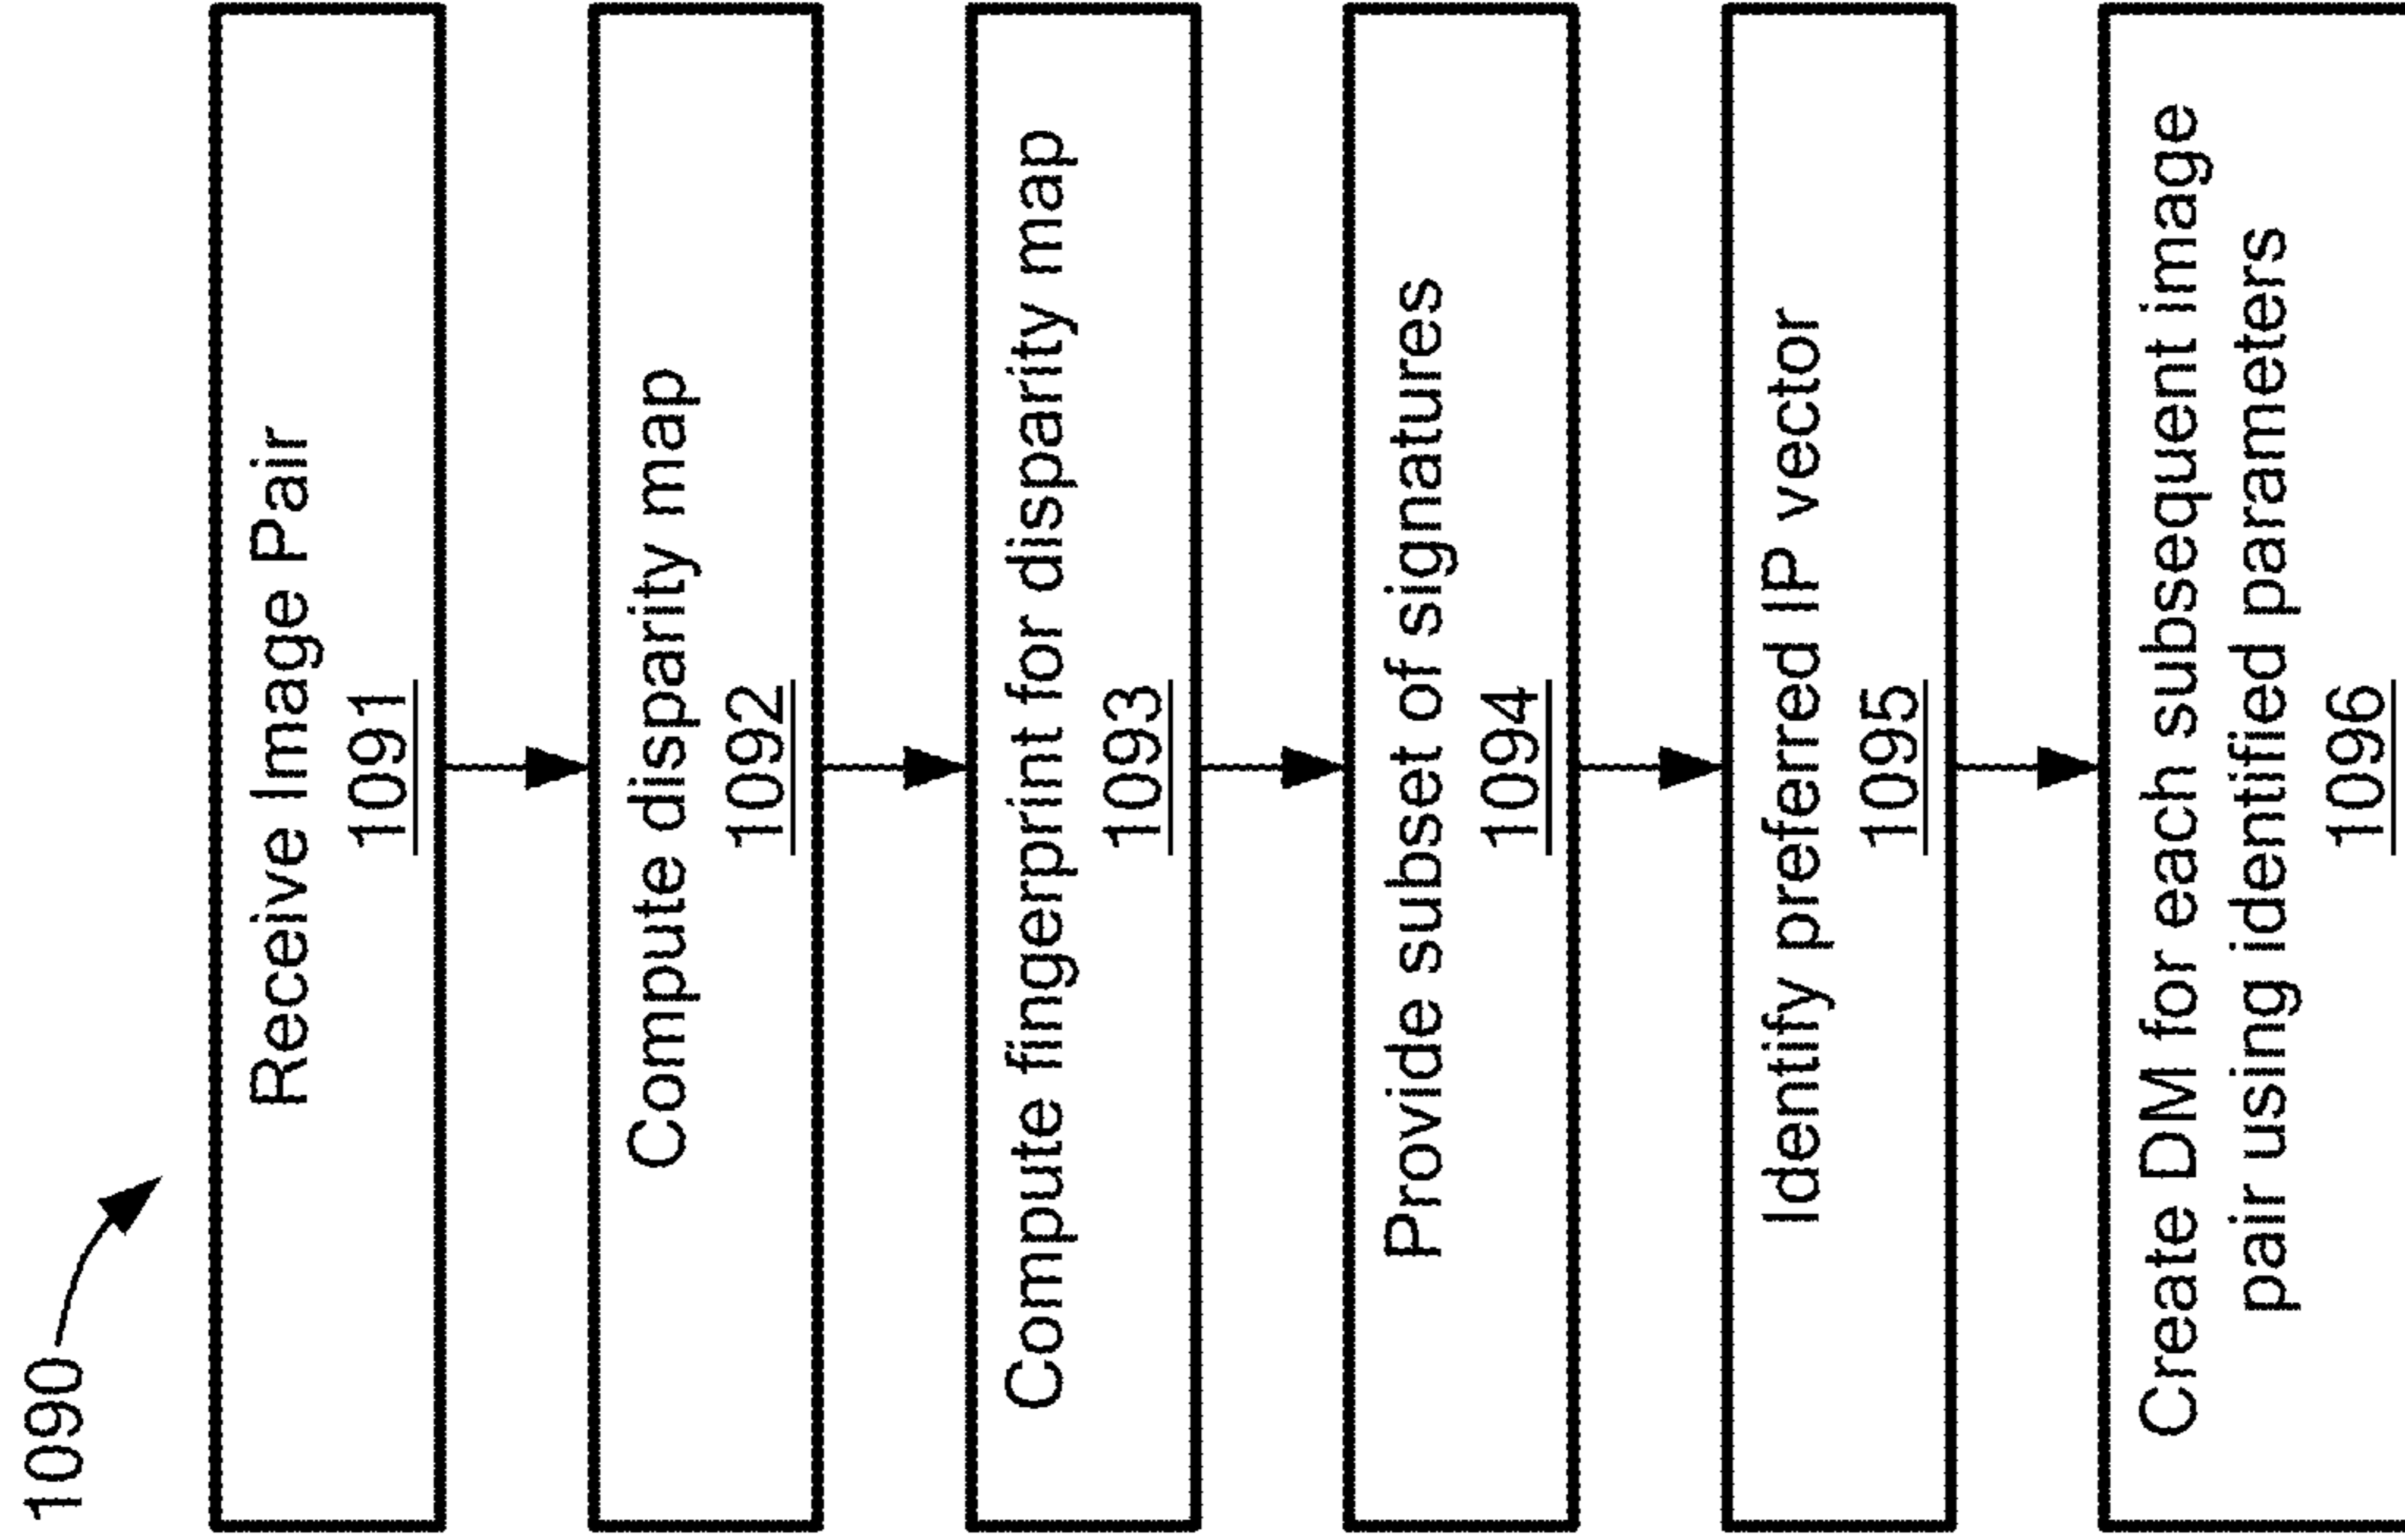 1090
Receive Image Pair
1091
Compute disparity map
1092
Compute fingerprint for disparity map
1093
Provide subset of signatures
1094
Identify preferred IP vector
1095
Create DM for each subsequent image
pair using identified parameters
1096